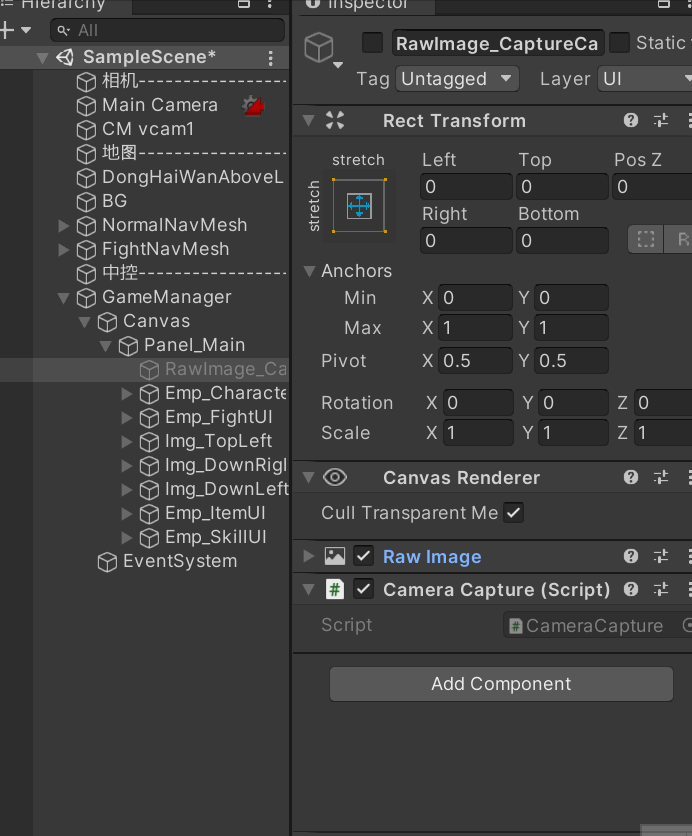 Hierarchy
All
SampleScene*
相机
Main Camera
CM vcam1
地图
DongHaiWanAboveL
BG
NormalNavMesh
FightNavMesh
中控
GameManager
Canvas
Panel_Main
RawImage_Ca
Emp_Characte
Emp_FightUI
Img_TopLeft
Img_DownRigl
Img_DownLeft
Emp_ItemUI
Emp_SkillUI
EventSystem
Inspector
RawImage_CaptureCa
Static
Tag Untagged Layer UI
Rect Transform
stretch
stretch
Left Top Pos Z
0 0 0
Right Bottom
0 0 R
Anchors
Min X 0 Y 0
Max X 1 Y 1
Pivot X 0.5 Y 0.5
Rotation X 0 Y 0 Z 0
Scale X 1 Y 1 Z 1
Canvas Renderer
Cull Transparent Me
Raw Image
# Camera Capture (Script)
Script CameraCapture
Add Component